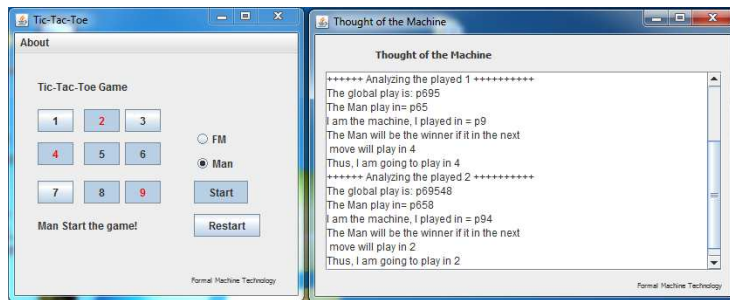 Tic-Tac-Toe
About
Tic-Tac-Toe Game
1 2 3
4 5 6
7 8 9
FM
Man
Start
Restart
Man Start the game!
Formal Machine Technology
Thought of the Machine
Thought of the Machine
++++++ Analyzing the played 1 ++++++++++
The global play is: p695
The Man play in= p65
I am the machine, I played in = p9
The Man will be the winner if it in the next
move will play in 4
Thus, I am going to play in 4
++++++ Analyzing the played 2 ++++++++++
The global play is: p69548
The Man play in= p658
I am the machine, I played in = p94
The Man will be the winner if it in the next
move will play in 2
Thus, I am going to play in 2
Formal Machine Technology